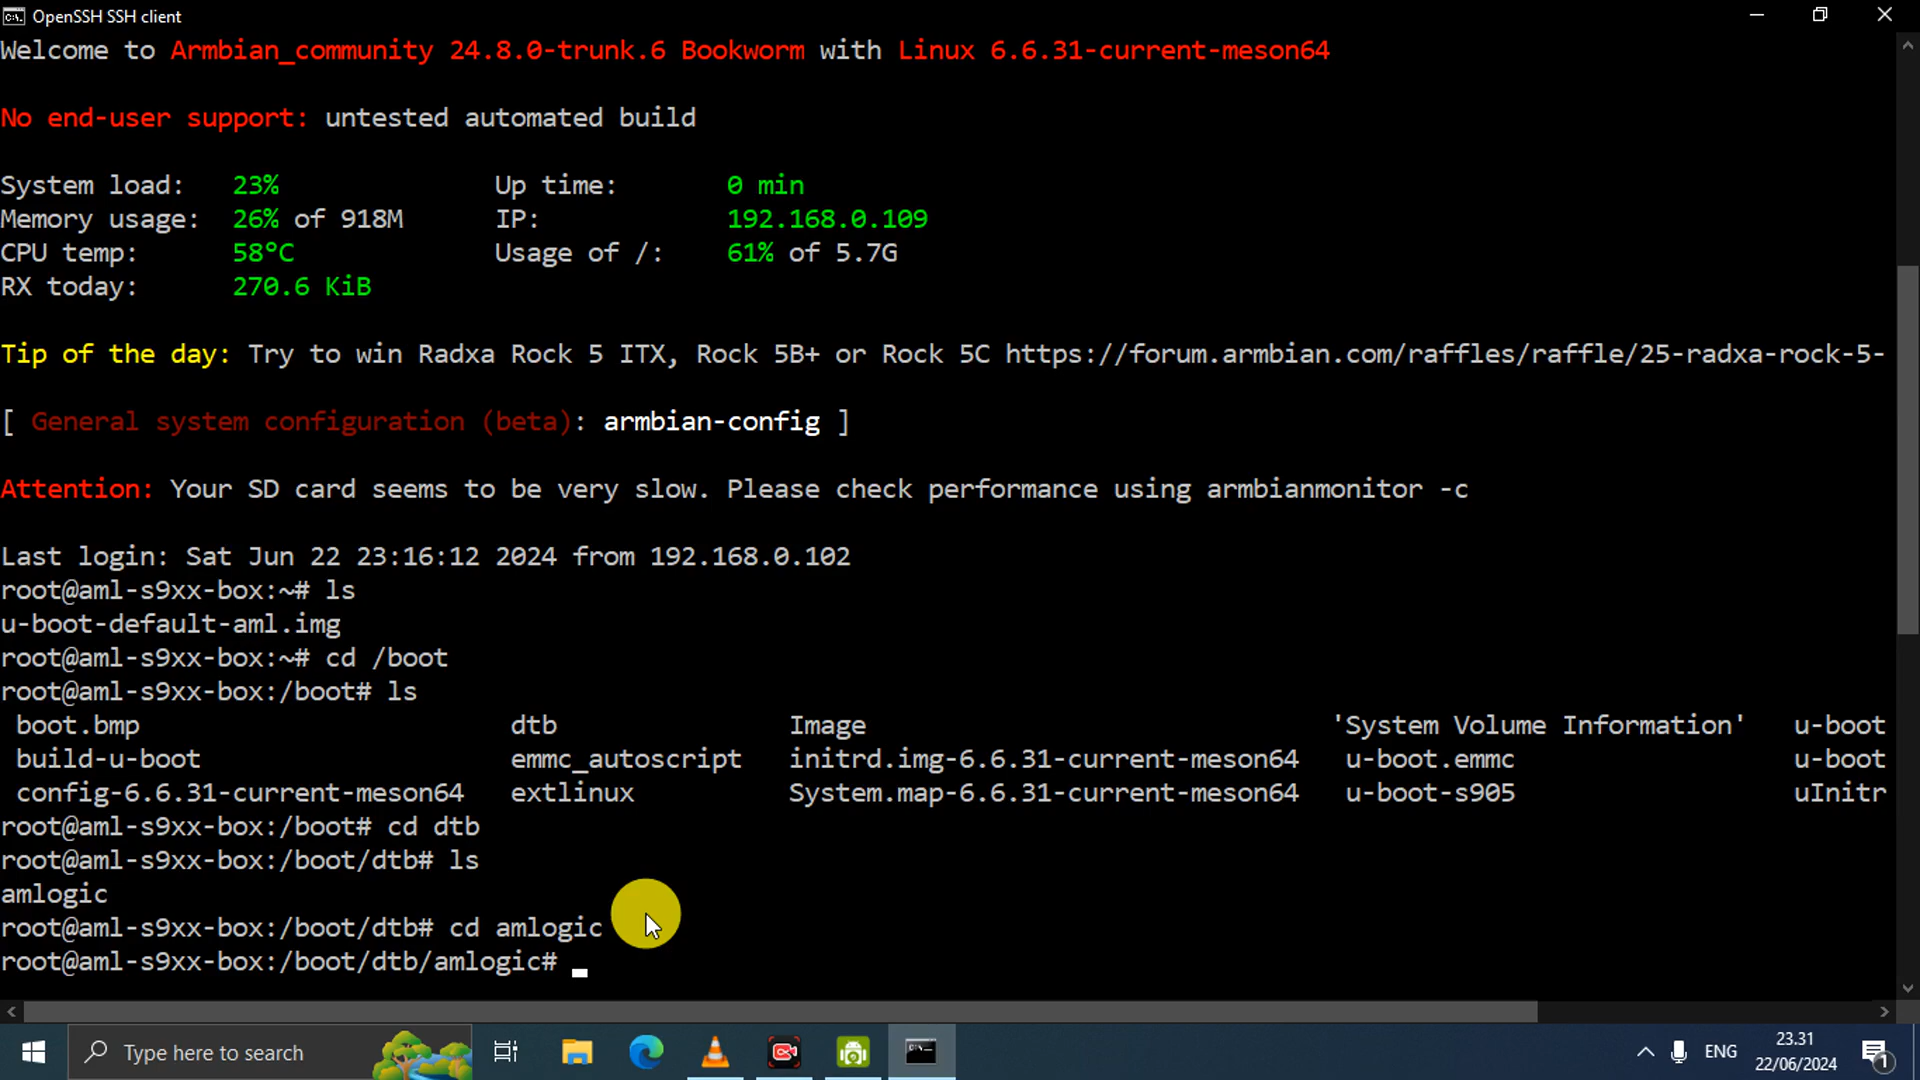 OpenSSH SSH client
Welcome to Armbian_community 24.8.0-trunk.6 Bookworm with Linux 6.6.31-current-meson64
No end-user support: untested automated build
System load: 23% Up time: 0 min
Memory usage: 26% of 918M IP: 192.168.0.109
CPU temp: 58°C Usage of /: 61% of 5.7G
RX today: 270.6 KiB
Tip of the day: Try to win Radxa Rock 5 ITX, Rock 5B+ or Rock 5C https://forum.armbian.com/raffles/raffle/25-radxa-rock-5-
[ General system configuration (beta): armbian-config ]
Attention: Your SD card seems to be very slow. Please check performance using armbianmonitor -c
Last login: Sat Jun 22 23:16:12 2024 from 192.168.0.102
root@aml-s9xx-box:~# ls
u-boot-default-aml.img
root@aml-s9xx-box:~# cd /boot
root@aml-s9xx-box:/boot# ls
boot.bmp dtb Image 'System Volume Information' u-boot
build-u-boot emmc_autoscript initrd.img-6.6.31-current-meson64 u-boot.emmc u-boot
config-6.6.31-current-meson64 extlinux System.map-6.6.31-current-meson64 u-boot-s905 uInitr
root@aml-s9xx-box:/boot# cd dtb
root@aml-s9xx-box:/boot/dtb# ls
amlogic
root@aml-s9xx-box:/boot/dtb# cd amlogic
root@aml-s9xx-box:/boot/dtb/amlogic#
Type here to search
ENG
23.31
22/06/2024
1